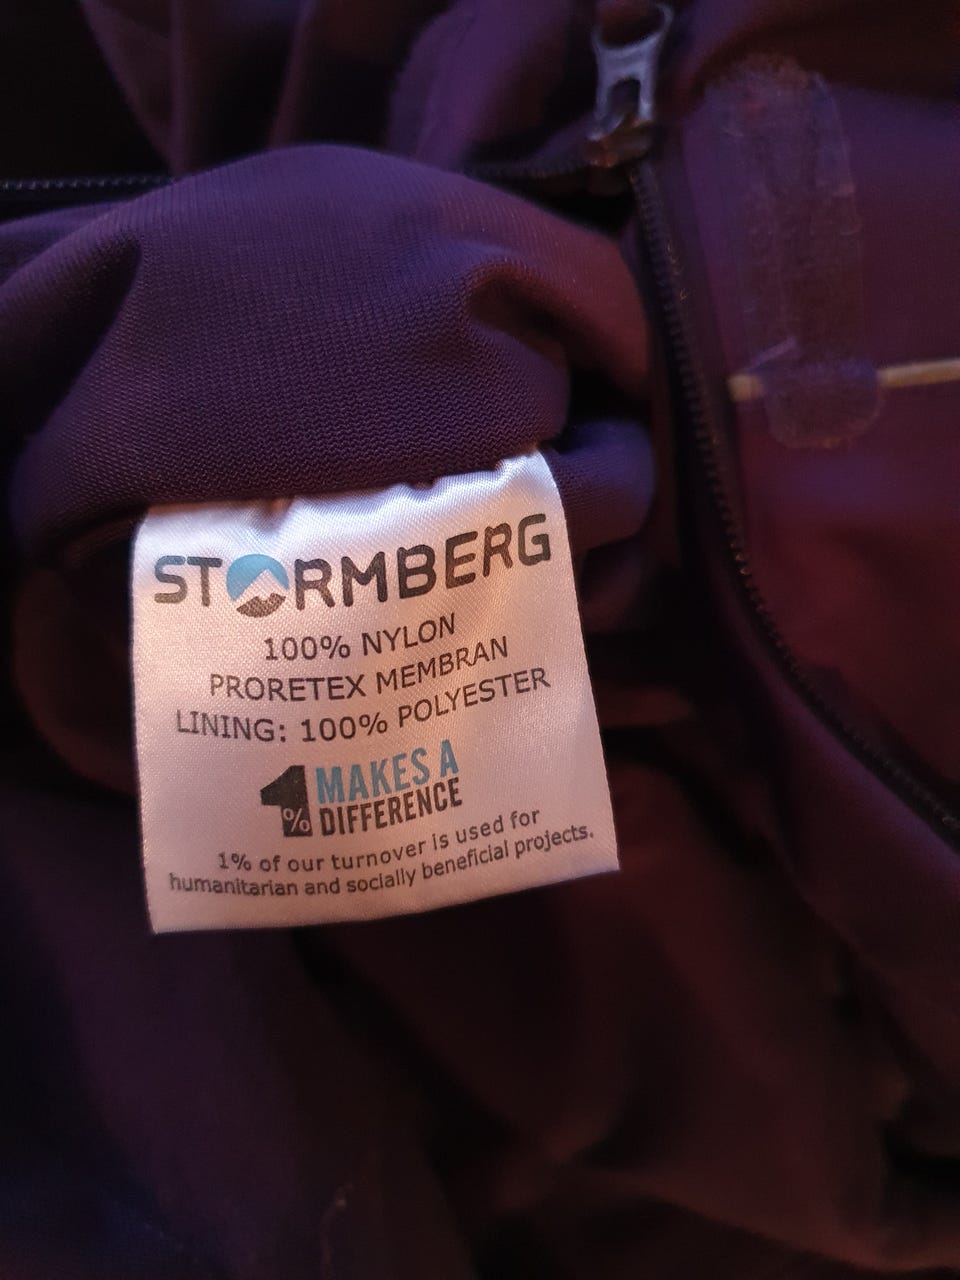 STORMBERG
100% NYLON
PRORETEX MEMBRAN
LINING: 100% POLYESTER
1% MAKES A
DIFFERENCE
1% of our turnover is used for
humanitarian and socially beneficial projects.